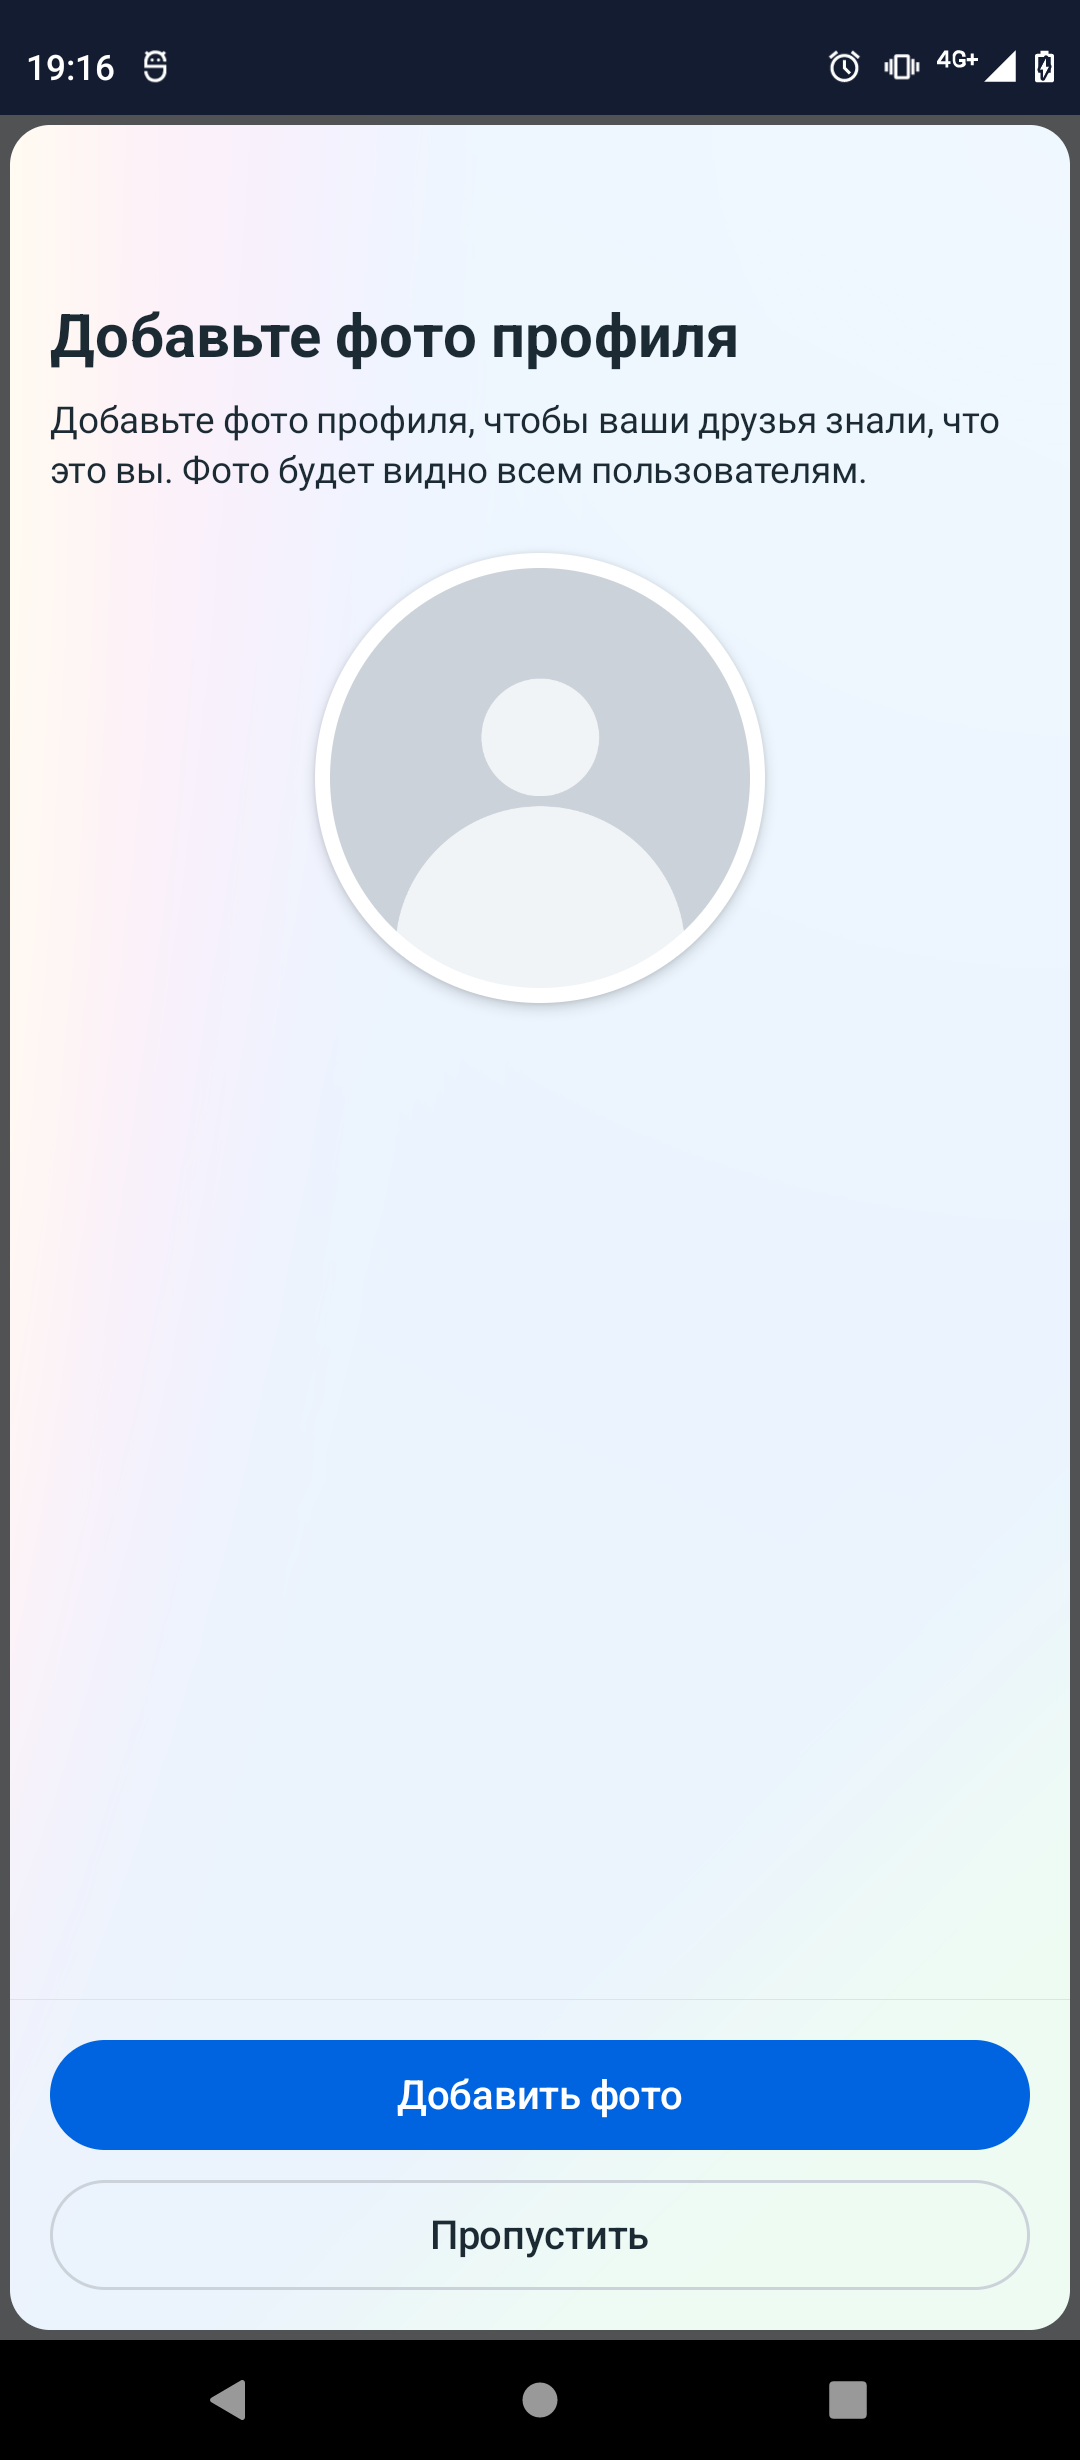 19:16
4G+
Добавьте фото профиля
Добавьте фото профиля, чтобы ваши друзья знали, что
это вы. Фото будет видно всем пользователям.
Добавить фото
Пропустить